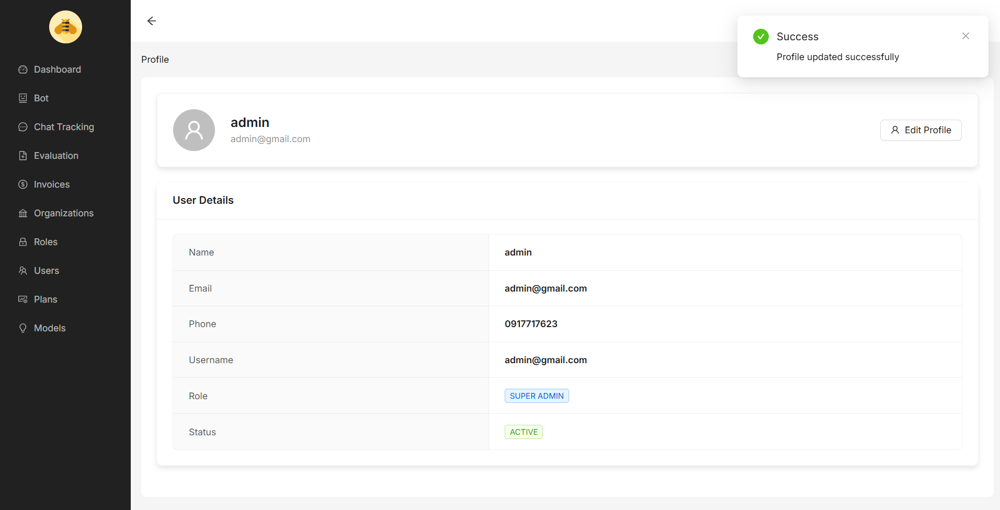 Dashboard
Bot
Chat Tracking
Evaluation
Invoices
Organizations
Roles
Users
Plans
Models
Success
Profile updated successfully
Profile
admin
admin@gmail.com
Edit Profile
User Details
Name admin
Email admin@gmail.com
Phone 0917717623
Username admin@gmail.com
Role SUPER ADMIN
Status ACTIVE